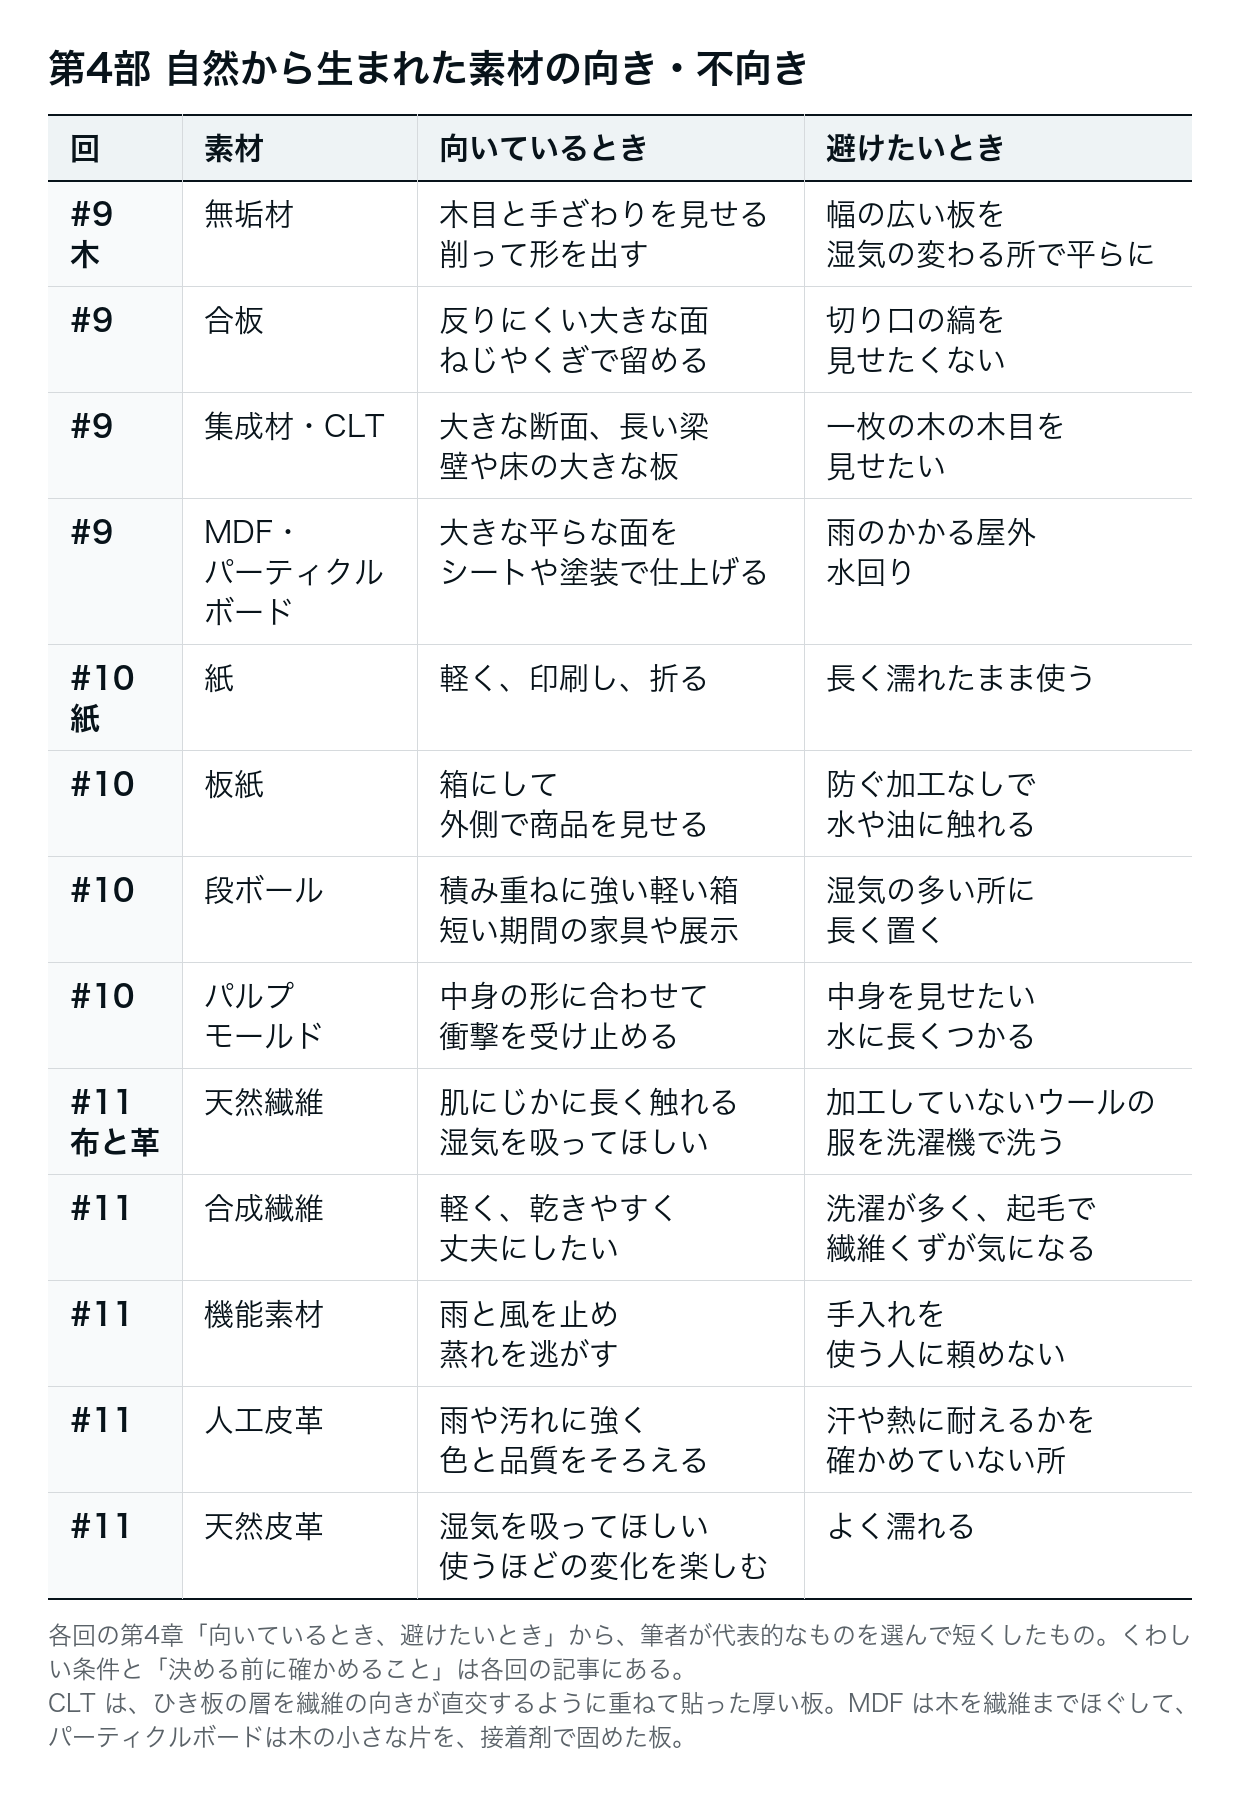 第4部 自然から生まれた素材の向き・不向き
回 素材 向いているとき 避けたいとき
#9 無垢材 木目と手ざわりを見せる 幅の広い板を
木 削って形を出す 湿気の変わる所で平らに
#9 合板 反りにくい大きな面 切り口の縞を
ねじやくぎで留める 見せたくない
#9 集成材・CLT 大きな断面、長い梁 一枚の木の木目を
壁や床の大きな板 見せたい
#9 MDF・ 大きな平らな面を 雨のかかる屋外
パーティクル シートや塗装で仕上げる 水回り
ボード
#10 紙 軽く、印刷し、折る 長く濡れたまま使う
紙
#10 板紙 箱にして 防ぐ加工なしで
外側で商品を見せる 水や油に触れる
#10 段ボール 積み重ねに強い軽い箱 湿気の多い所に
短い期間の家具や展示 長く置く
#10 パルプ 中身の形に合わせて 中身を見せたい
モールド 衝撃を受け止める 水に長くつかる
#11 天然繊維 肌にじかに長く触れる 加工していないウールの
布と革 湿気を吸ってほしい 服を洗濯機で洗う
#11 合成繊維 軽く、乾きやすく 洗濯が多く、起毛で
丈夫にしたい 繊維くずが気になる
#11 機能素材 雨と風を止め 手入れを
蒸れを逃がす 使う人に頼めない
#11 人工皮革 雨や汚れに強く 汗や熱に耐えるかを
色と品質をそろえる 確かめていない所
#11 天然皮革 湿気を吸ってほしい よく濡れる
使うほどの変化を楽しむ
各回の第4章「向いているとき、避けたいとき」から、筆者が代表的なものを選んで短くしたもの。くわし
い条件と「決める前に確かめること」は各回の記事にある。
CLT は、ひき板の層を繊維の向きが直交するように重ねて貼った厚い板。MDF は木を繊維までほぐして、
パーティクルボードは木の小さな片を、接着剤で固めた板。